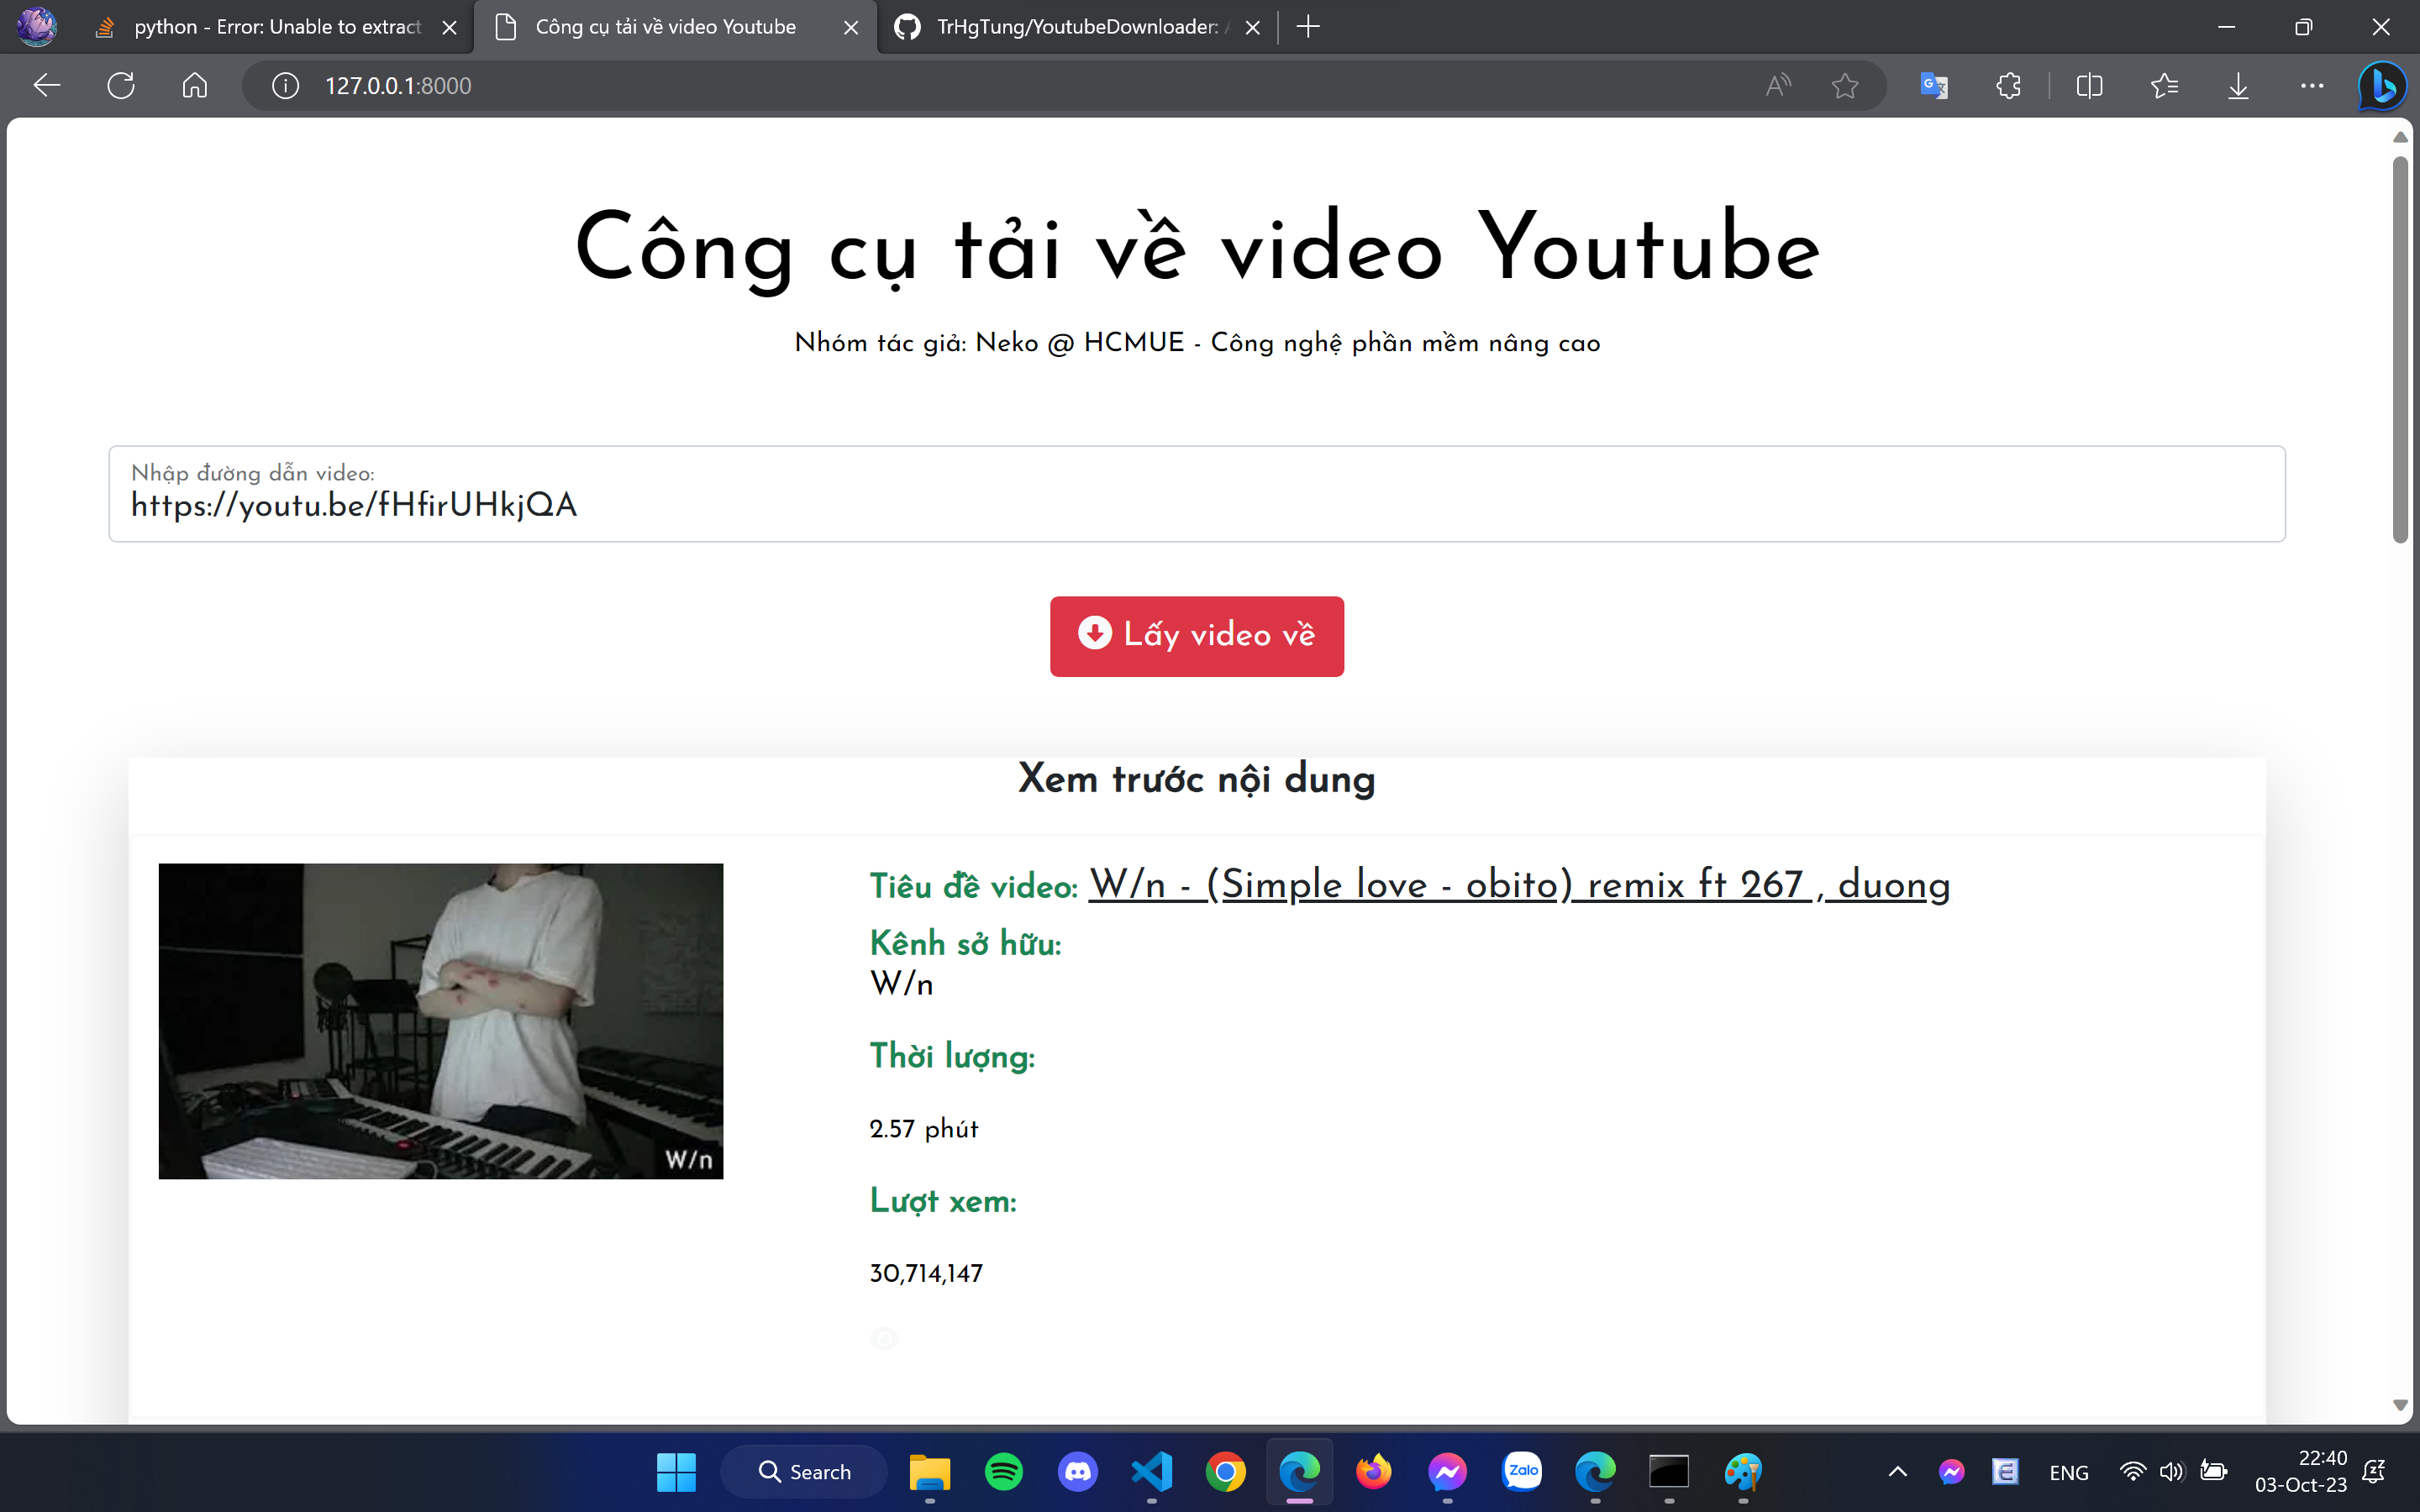 python - Error: Unable to extract
Công cụ tải về video Youtube
TrHgTung/YoutubeDownloader:
127.0.0.1:8000
Công cụ tải về video Youtube
Nhóm tác giả: Neko @ HCMUE - Công nghệ phần mềm nâng cao
Nhập đường dẫn video:
https://youtu.be/fHfirUHkjQA
Lấy video về
Xem trước nội dung
Tiêu đề video: W/n - (Simple love - obito) remix ft 267 , duong
Kênh sở hữu:
W/n
Thời lượng:
2.57 phút
Lượt xem:
30,714,147
W/n
Search
Zalo
ENG
22:40
03-Oct-23